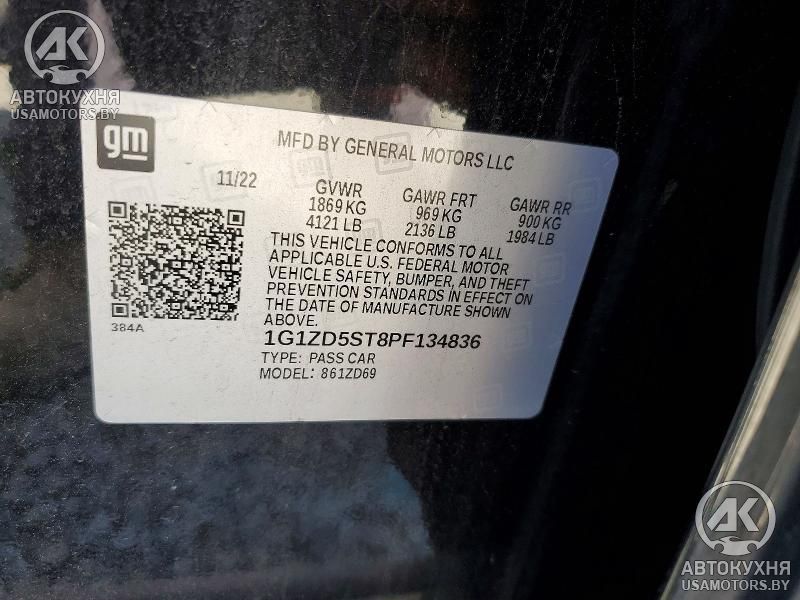 АВТОКУХНЯ
USAMOTORS.BY
gm
MFD BY GENERAL MOTORS LLC
11/22
GVWR
1869 KG
4121 LB
GAWR FRT
969 KG
2136 LB
GAWR RR
900 KG
1984 LB
THIS VEHICLE CONFORMS TO ALL
APPLICABLE U.S. FEDERAL MOTOR
VEHICLE SAFETY, BUMPER, AND THEFT
PREVENTION STANDARDS IN EFFECT ON
THE DATE OF MANUFACTURE SHOWN
ABOVE.
384A
1G1ZD5ST8PF134836
TYPE: PASS CAR
MODEL: 861ZD69
АВТОКУХНЯ
USAMOTORS.BY